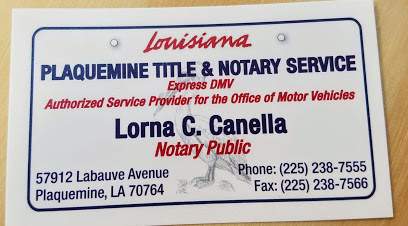 Louisiana
PLAQUEMINE TITLE & NOTARY SERVICE
Express DMV
Authorized Service Provider for the Office of Motor Vehicles
Lorna C. Canella
Notary Public
57912 Labauve Avenue
Plaquemine, LA 70764
Phone: (225) 238-7555
Fax: (225) 238-7566